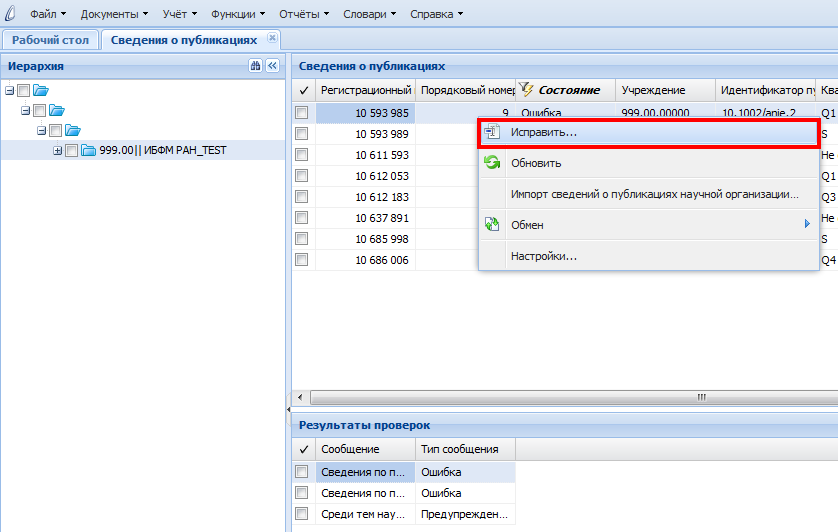 Файл Документы Учёт Функции Отчёты Словари Справка
Рабочий стол Сведения о публикациях
Иерархия
999.00|| ИБФМ РАН_TEST
Сведения о публикациях
Регистрационный Порядковый номер Состояние Учреждение Идентификатор пу Ква
10 593 985 9 Ошибка 999.00.00000 10.1002/anie.2 Q1
10 593 989 S
10 611 593 Не
10 612 053 Q1
10 612 183 Q3
10 637 891 Не
10 685 998 S
10 686 006 Q4
Исправить...
Обновить
Импорт сведений о публикациях научной организации...
Обмен
Настройки...
Результаты проверок
Сообщение Тип сообщения
Сведения по п... Ошибка
Сведения по п... Ошибка
Среди тем нау... Предупрежден...